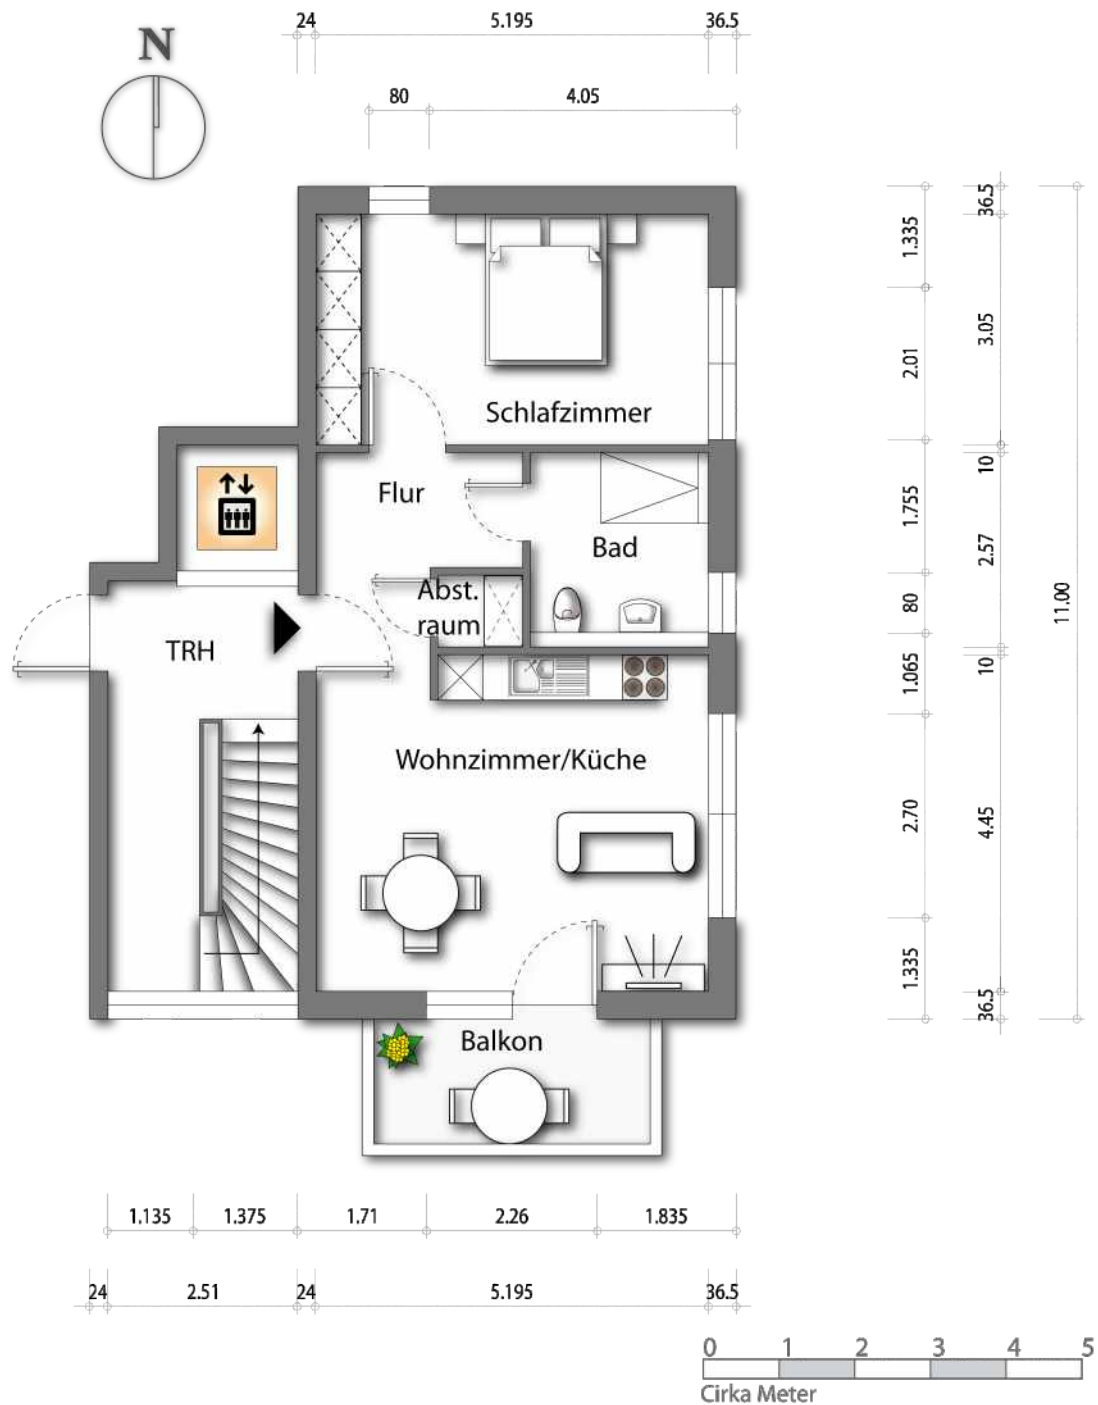 N
24 5.195 36.5
80 4.05
36.5
1.335
3.05
2.01
Schlafzimmer
10
Flur
1.755
Bad
2.57
Abst.
raum
80
11.00
TRH
1.065
10
Wohnzimmer/Küche
2.70
4.45
1.335
36.5
Balkon
1.135 1.375 1.71 2.26 1.835
24 2.51 24 5.195 36.5
0 1 2 3 4 5
Cirka Meter